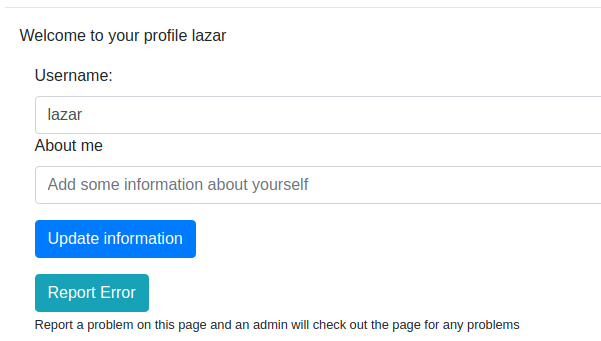 Welcome to your profile lazar
Username:
lazar
About me
Add some information about yourself
Update information
Report Error
Report a problem on this page and an admin will check out the page for any problems